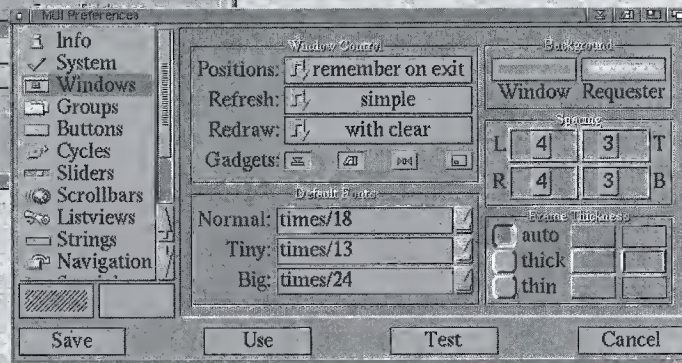 MUI Preferences
Info
System
Windows
Groups
Buttons
Cycles
Sliders
Scrollbars
Listviews
Strings
Navigation
Window Control
Positions: remember on exit
Refresh: simple
Redraw: with clear
Gadgets:
Default Fonts
Normal: times/18
Tiny: times/13
Big: times/24
Background
Window Requester
Spacing
L 4 3 T
R 4 3 B
Frame Thickness
auto
thick
thin
Save Use Test Cancel